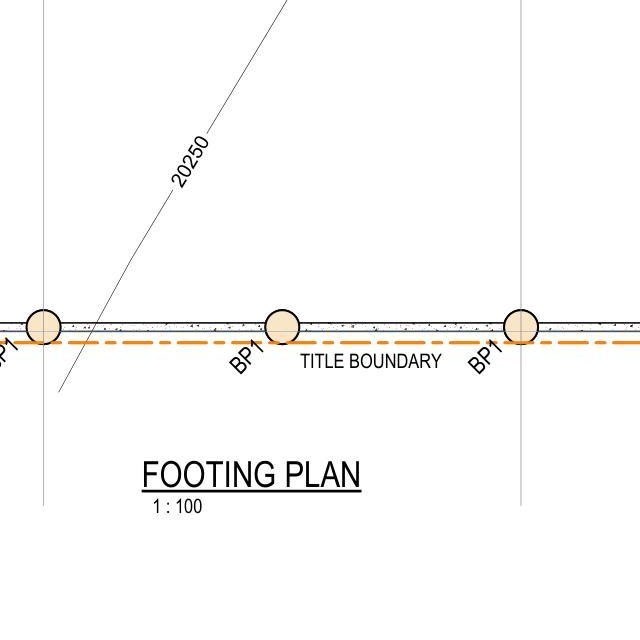 20250
BP1
BP1
BP1
TITLE BOUNDARY
FOOTING PLAN
1 : 100